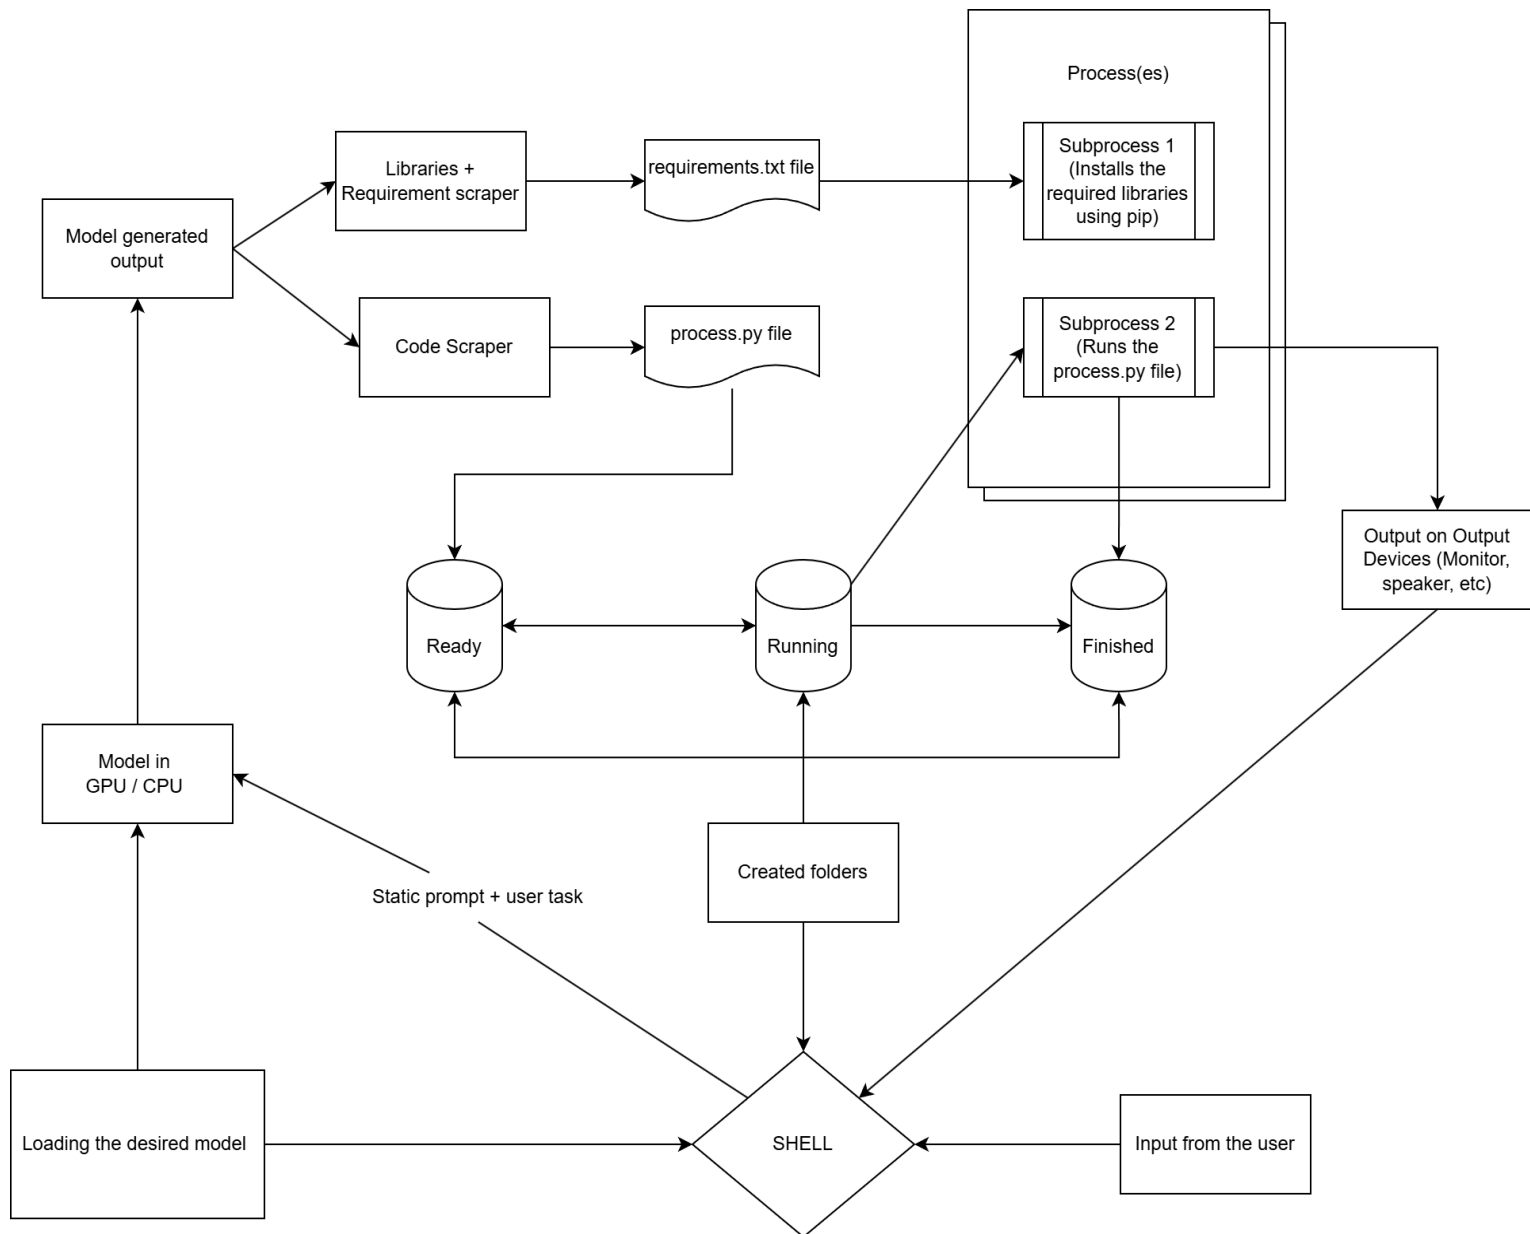 Process(es)
Libraries +
Requirement scraper
requirements.txt file
Subprocess 1
(Installs the
required libraries
using pip)
Model generated
output
Code Scraper
process.py file
Subprocess 2
(Runs the
process.py file)
Output on Output
Devices (Monitor,
speaker, etc)
Ready
Running
Finished
Model in
GPU / CPU
Static prompt + user task
Created folders
Loading the desired model
SHELL
Input from the user